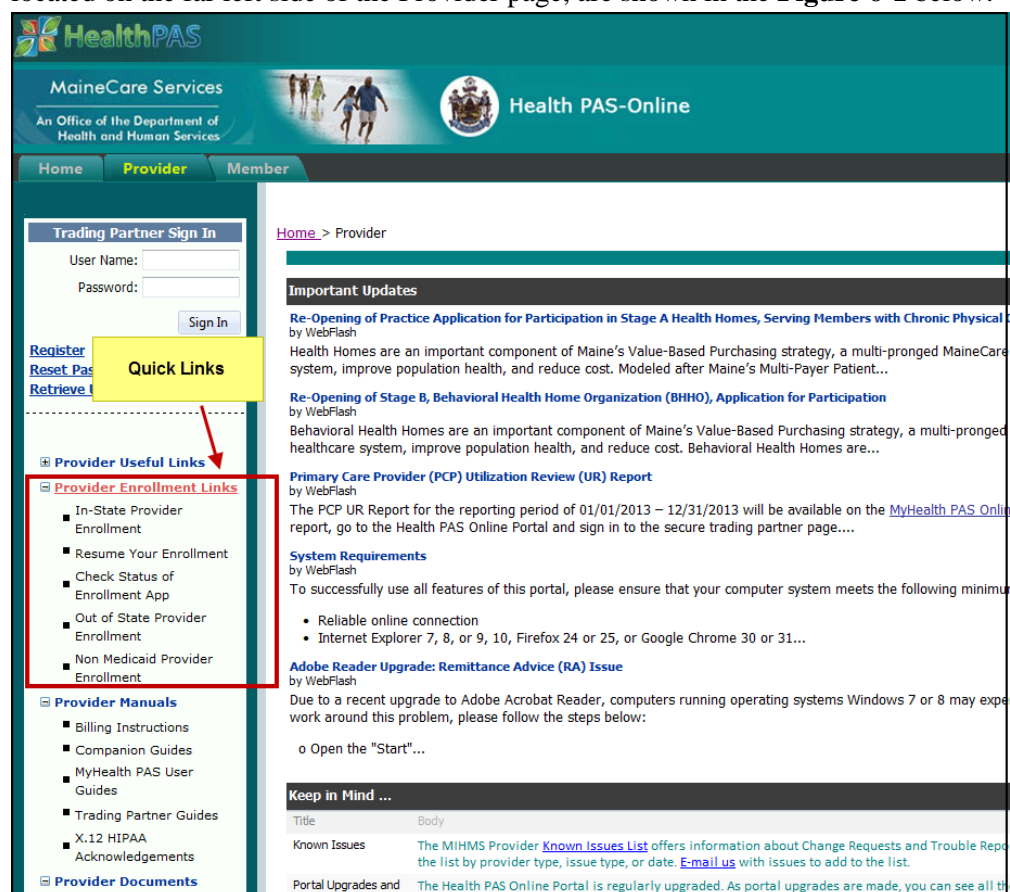 located on the far left side of the Provider page, are shown in the Figure 6-2 below.
HealthPAS
MaineCare Services
An Office of the Department of
Health and Human Services
Health PAS-Online
Home Provider Member
Trading Partner Sign In
User Name:
Password:
Sign In
Register
Reset Pas
Retrieve
Quick Links
Provider Useful Links
Provider Enrollment Links
In-State Provider
Enrollment
Resume Your Enrollment
Check Status of
Enrollment App
Out of State Provider
Enrollment
Non Medicaid Provider
Enrollment
Provider Manuals
Billing Instructions
Companion Guides
MyHealth PAS User
Guides
Trading Partner Guides
X.12 HIPAA
Acknowledgements
Provider Documents
Home > Provider
Important Updates
Re-Opening of Practice Application for Participation in Stage A Health Homes, Serving Members with Chronic Physical
by WebFlash
Health Homes are an important component of Maine's Value-Based Purchasing strategy, a multi-pronged MaineCare
system, improve population health, and reduce cost. Modeled after Maine's Multi-Payer Patient...
Re-Opening of Stage B, Behavioral Health Home Organization (BHHO), Application for Participation
by WebFlash
Behavioral Health Homes are an important component of Maine's Value-Based Purchasing strategy, a multi-pronged
healthcare system, improve population health, and reduce cost. Behavioral Health Homes are...
Primary Care Provider (PCP) Utilization Review (UR) Report
by WebFlash
The PCP UR Report for the reporting period of 01/01/2013 – 12/31/2013 will be available on the MyHealth PAS Onlin
report, go to the Health PAS Online Portal and sign in to the secure trading partner page....
System Requirements
by WebFlash
To successfully use all features of this portal, please ensure that your computer system meets the following minimu
• Reliable online connection
• Internet Explorer 7, 8, or 9, 10, Firefox 24 or 25, or Google Chrome 30 or 31...
Adobe Reader Upgrade: Remittance Advice (RA) Issue
by WebFlash
Due to a recent upgrade to Adobe Acrobat Reader, computers running operating systems Windows 7 or 8 may expe
work around this problem, please follow the steps below:
o Open the "Start"...
Keep in Mind ...
Title Body
Known Issues The MIHMS Provider Known Issues List offers information about Change Requests and Trouble Repo
the list by provider type, issue type, or date. E-mail us with issues to add to the list.
Portal Upgrades and The Health PAS Online Portal is regularly upgraded. As portal upgrades are made, you can see all th